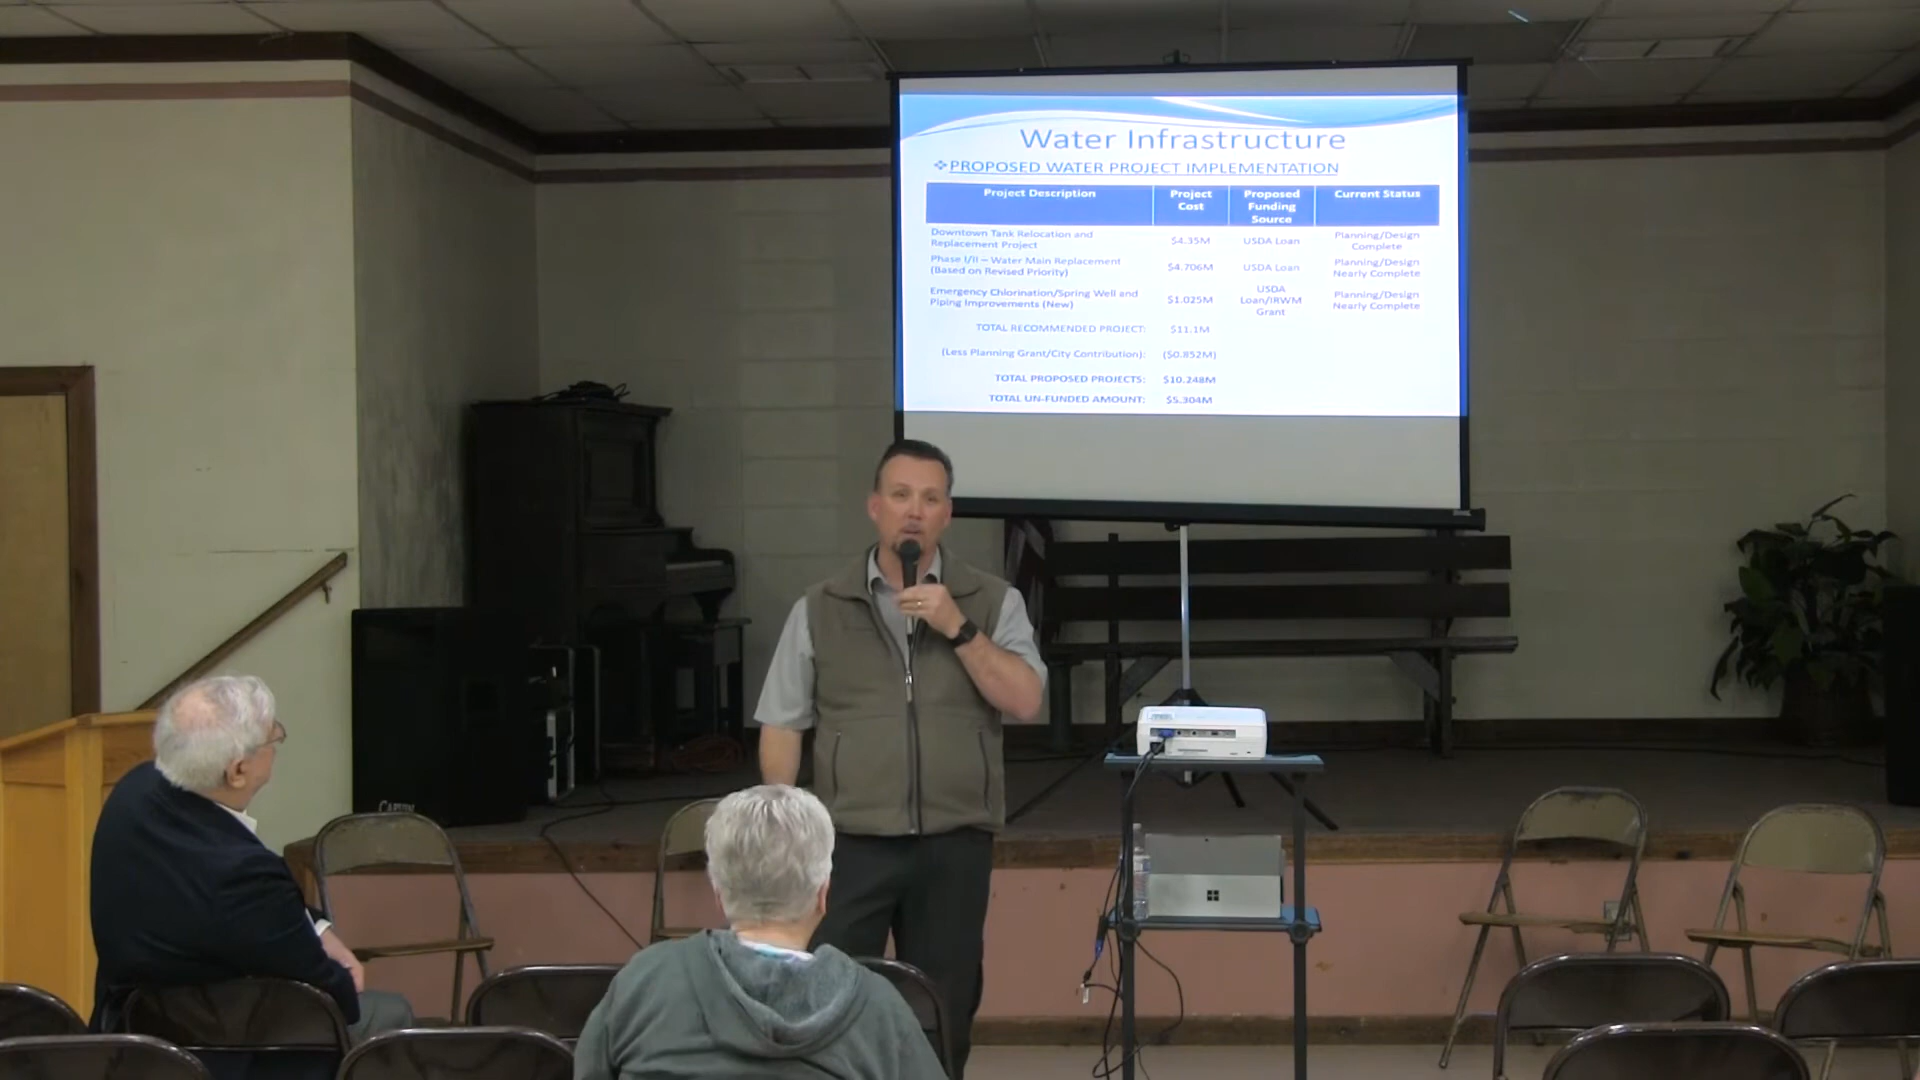 Water Infrastructure
❖PROPOSED WATER PROJECT IMPLEMENTATION
Project Description
Project
Cost
Proposed
Funding
Source
Current Status
Downtown Tank Relocation and
Replacement Project
$4.35M
USDA Loan
Planning/Design
Complete
Phase I/II – Water Main Replacement
(Based on Revised Priority)
$4.706M
USDA Loan
Planning/Design
Nearly Complete
Emergency Chlorination/Spring Well and
Piping Improvements (New)
$1.025M
USDA
Loan/IRWM
Grant
Planning/Design
Nearly Complete
TOTAL RECOMMENDED PROJECT: $11.1M
(Less Planning Grant/City Contribution): ($0.852M)
TOTAL PROPOSED PROJECTS: $10.248M
TOTAL UN-FUNDED AMOUNT: $5.304M
CARVIN